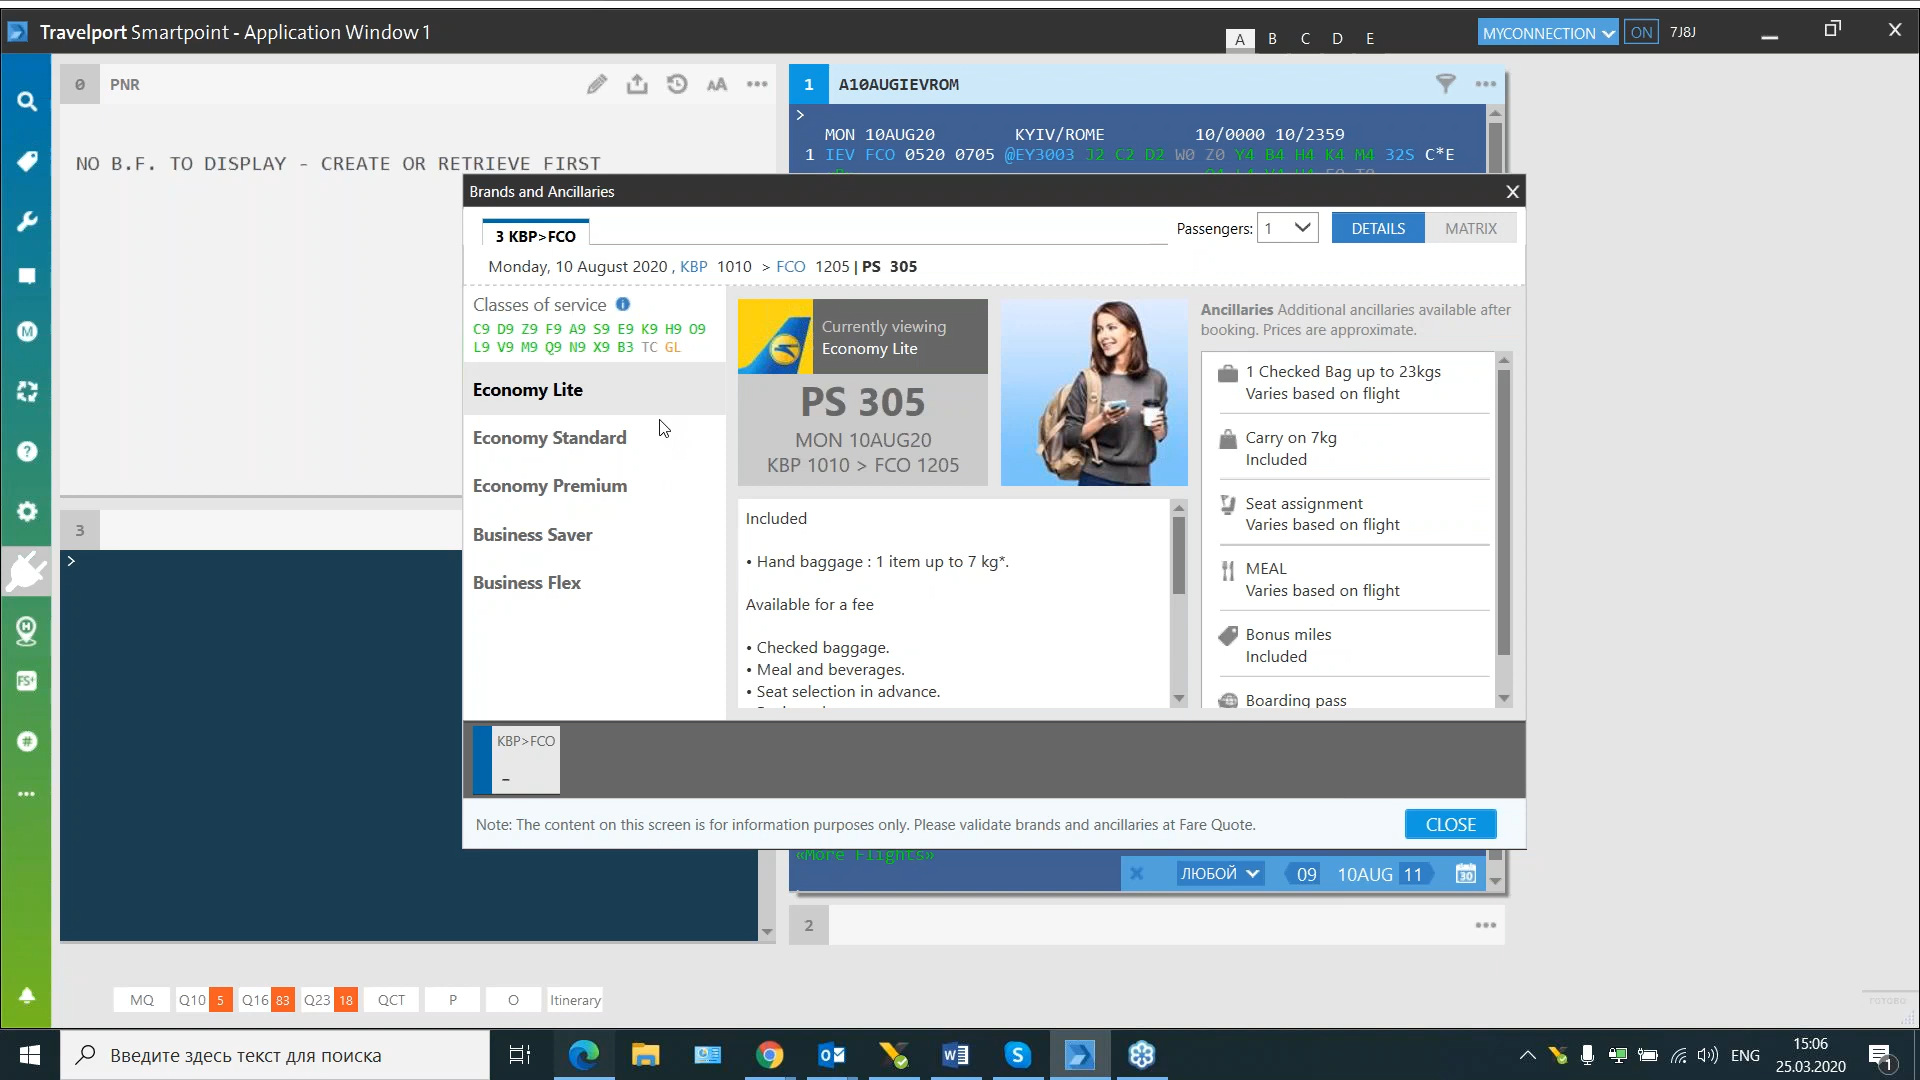 Travelport Smartpoint - Application Window 1
A B C D E
MYCONNECTION ON 7J8J
0 PNR
NO B.F. TO DISPLAY - CREATE OR RETRIEVE FIRST
1 A10AUGIEVROM
>
MON 10AUG20 KYIV/ROME 10/0000 10/2359
1 IEV FCO 0520 0705 @EY3003 J2 C2 D2 W0 Z0 Y4 B4 H4 K4 M4 32S C*E
Brands and Ancillaries
3 KBP>FCO
Passengers: 1 DETAILS MATRIX
Monday, 10 August 2020 , KBP 1010 > FCO 1205 | PS 305
Classes of service
C9 D9 Z9 F9 A9 S9 E9 K9 H9 O9
L9 V9 M9 Q9 N9 X9 B3 TC GL
Economy Lite
Economy Standard
Economy Premium
Business Saver
Business Flex
Currently viewing
Economy Lite
PS 305
MON 10AUG20
KBP 1010 > FCO 1205
Included
• Hand baggage : 1 item up to 7 kg*.
Available for a fee
• Checked baggage.
• Meal and beverages.
• Seat selection in advance.
Ancillaries Additional ancillaries available after
booking. Prices are approximate.
1 Checked Bag up to 23kgs
Varies based on flight
Carry on 7kg
Included
Seat assignment
Varies based on flight
MEAL
Varies based on flight
Bonus miles
Included
Boarding pass
KBP>FCO
–
Note: The content on this screen is for information purposes only. Please validate brands and ancillaries at Fare Quote.
CLOSE
3
>
«More Flights»
ЛЮБОЙ 09 10AUG 11 30
2
M
?
H
FS+
#
MQ Q10 5 Q16 83 Q23 18 QCT P O Itinerary
ГОТОВО
Введите здесь текст для поиска
ENG
15:06
25.03.2020
1